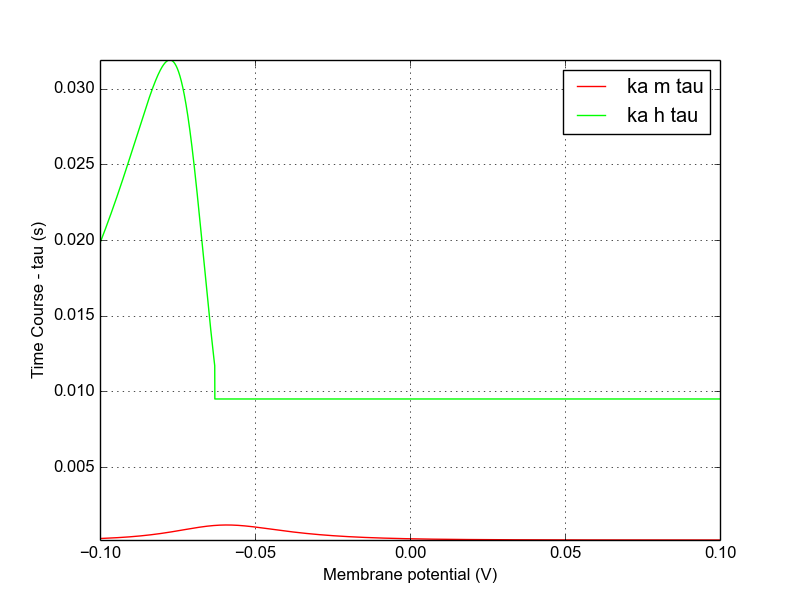 ka m tau
ka h tau
0.030
0.025
0.020
0.015
0.010
0.005
Time Course - tau (s)
−0.10 −0.05 0.00 0.05 0.10
Membrane potential (V)